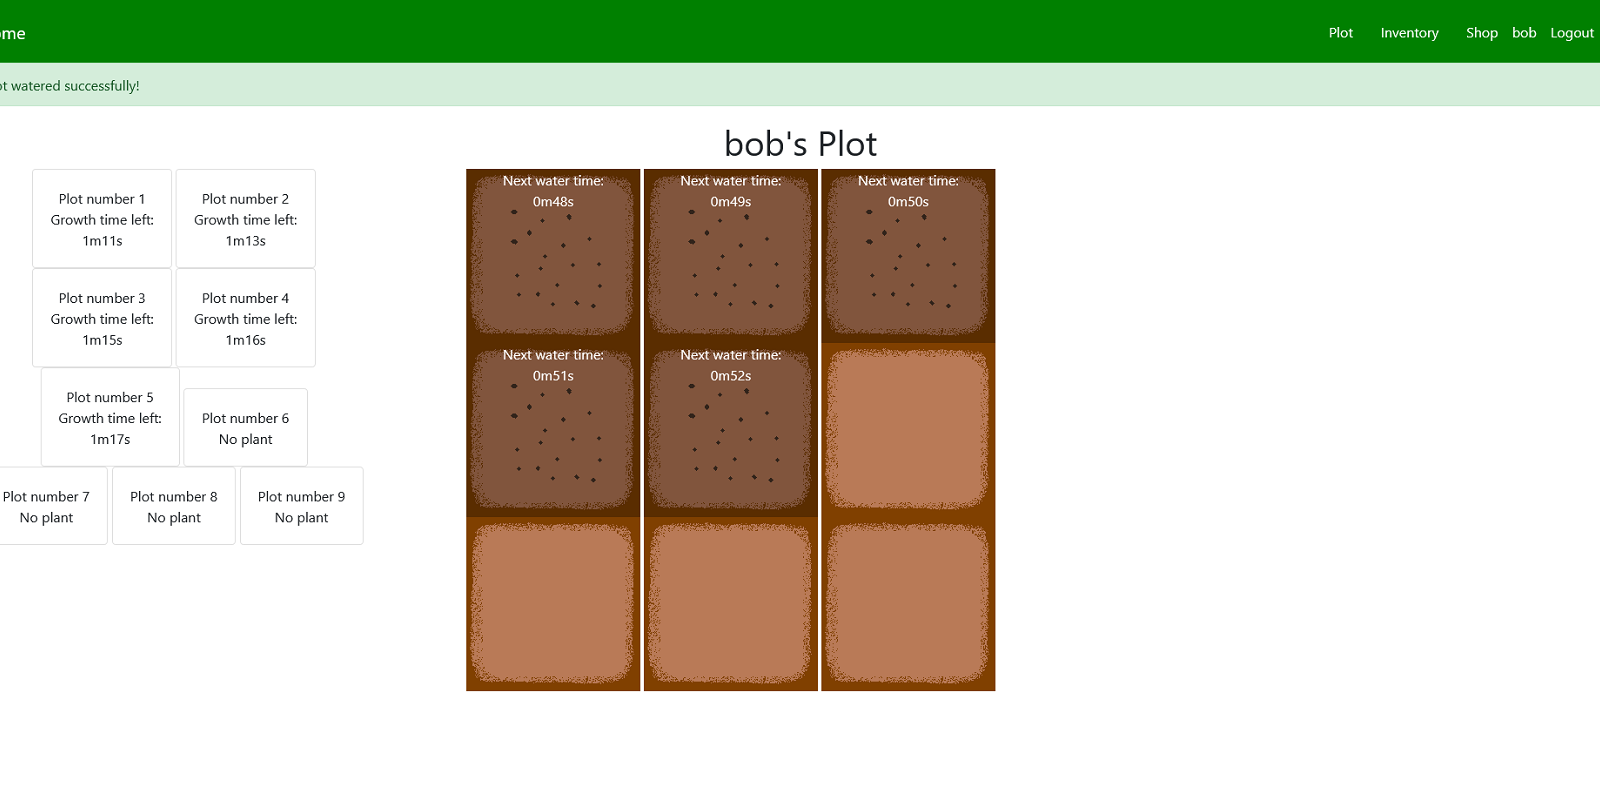 ome
Plot Inventory Shop bob Logout
ot watered successfully!
bob's Plot
Plot number 1
Growth time left:
1m11s
Plot number 2
Growth time left:
1m13s
Plot number 3
Growth time left:
1m15s
Plot number 4
Growth time left:
1m16s
Plot number 5
Growth time left:
1m17s
Plot number 6
No plant
Plot number 7
No plant
Plot number 8
No plant
Plot number 9
No plant
Next water time:
0m48s
Next water time:
0m49s
Next water time:
0m50s
Next water time:
0m51s
Next water time:
0m52s